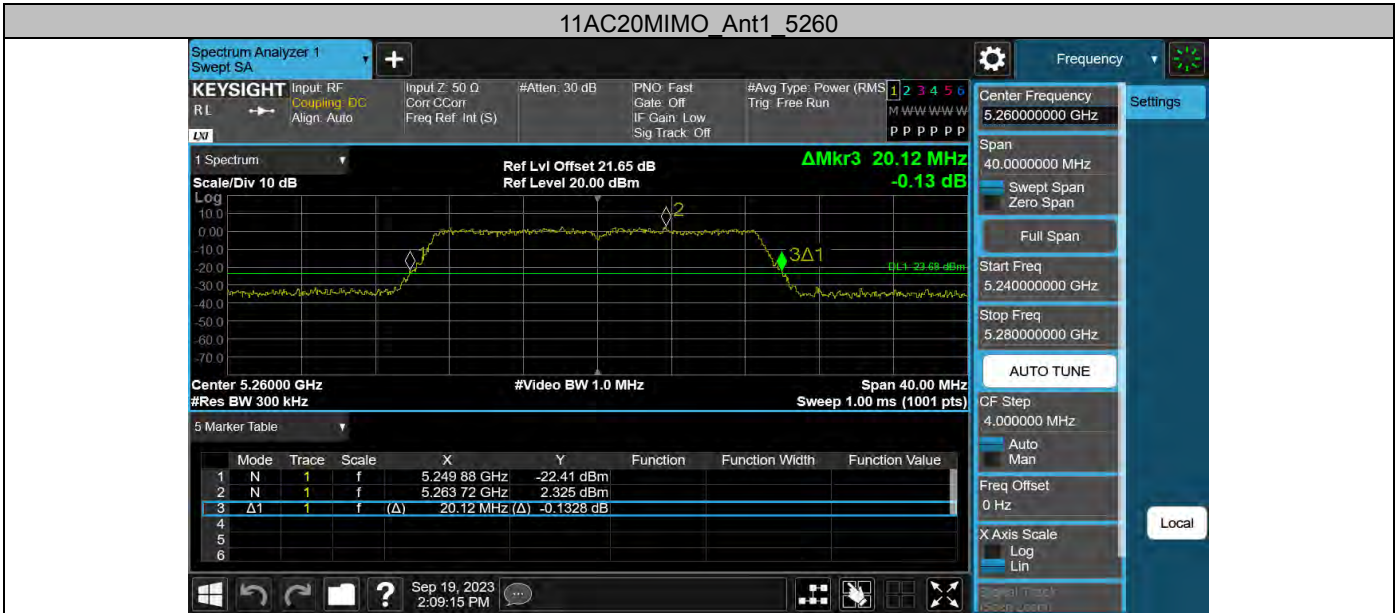 11AC20MIMO_Ant1_5260
Spectrum Analyzer 1
Swept SA
+
Frequency
KEYSIGHT
R L
LXI
Input: RF
Coupling: DC
Align: Auto
Input Z: 50 Ω
Corr CCorr
Freq Ref: Int (S)
#Atten: 30 dB
PNO: Fast
Gate: Off
IF Gain: Low
Sig Track: Off
#Avg Type: Power (RMS
Trig: Free Run
1 2 3 4 5 6
M W W W W W
P P P P P P
1 Spectrum
Scale/Div 10 dB
Ref Lvl Offset 21.65 dB
Ref Level 20.00 dBm
ΔMkr3 20.12 MHz
-0.13 dB
Log
10.0
0.00
-10.0
-20.0
-30.0
-40.0
-50.0
-60.0
-70.0
1
2
3Δ1
DL1 -23.68 dBm
Center 5.26000 GHz
#Res BW 300 kHz
#Video BW 1.0 MHz
Span 40.00 MHz
Sweep 1.00 ms (1001 pts)
5 Marker Table
Mode Trace Scale X Y Function Function Width Function Value
1 N 1 f 5.249 88 GHz -22.41 dBm
2 N 1 f 5.263 72 GHz 2.325 dBm
3 Δ1 1 f (Δ) 20.12 MHz (Δ) -0.1328 dB
4
5
6
?
Sep 19, 2023
2:09:15 PM
Center Frequency
5.260000000 GHz
Settings
Span
40.0000000 MHz
Swept Span
Zero Span
Full Span
Start Freq
5.240000000 GHz
Stop Freq
5.280000000 GHz
AUTO TUNE
CF Step
4.000000 MHz
Auto
Man
Freq Offset
0 Hz
X Axis Scale
Log
Lin
Signal Track
(Span Zoom)
Local